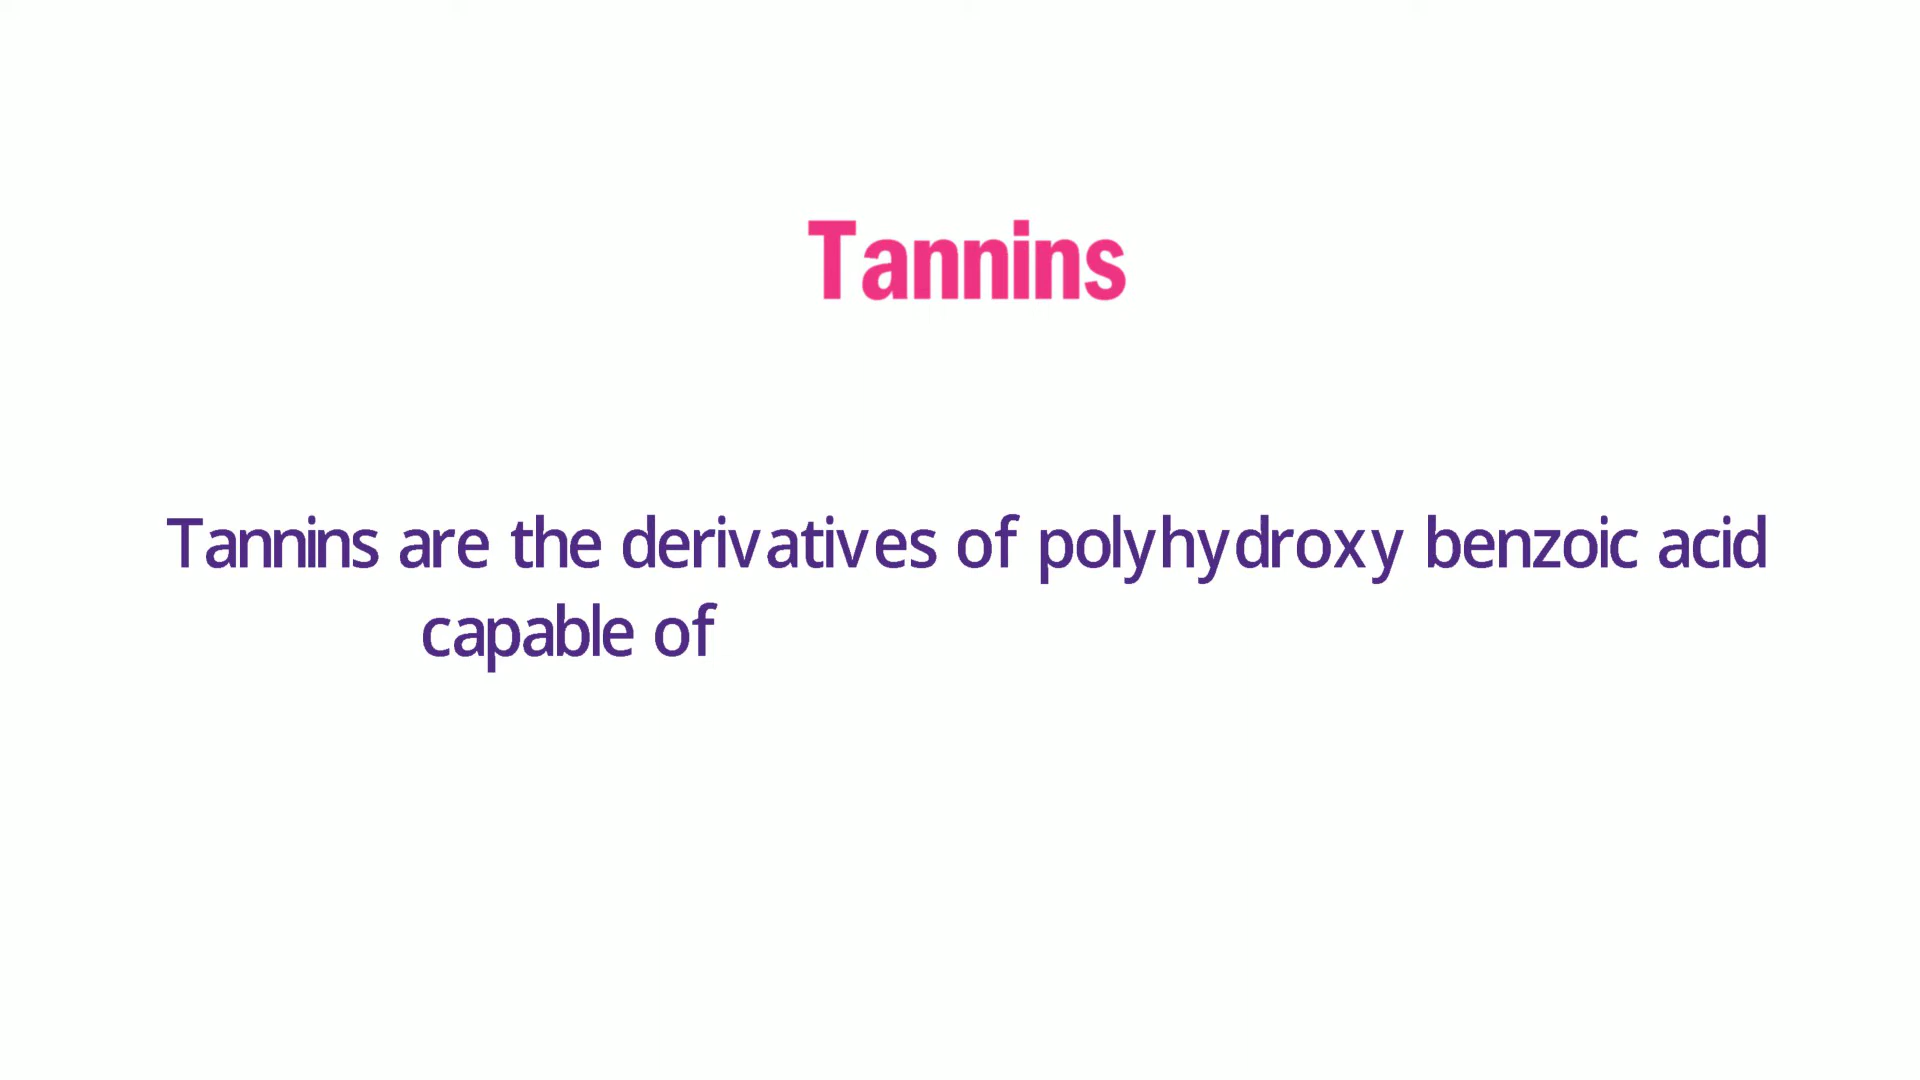 Tannins
Tannins are the derivatives of polyhydroxy benzoic acid
capable of